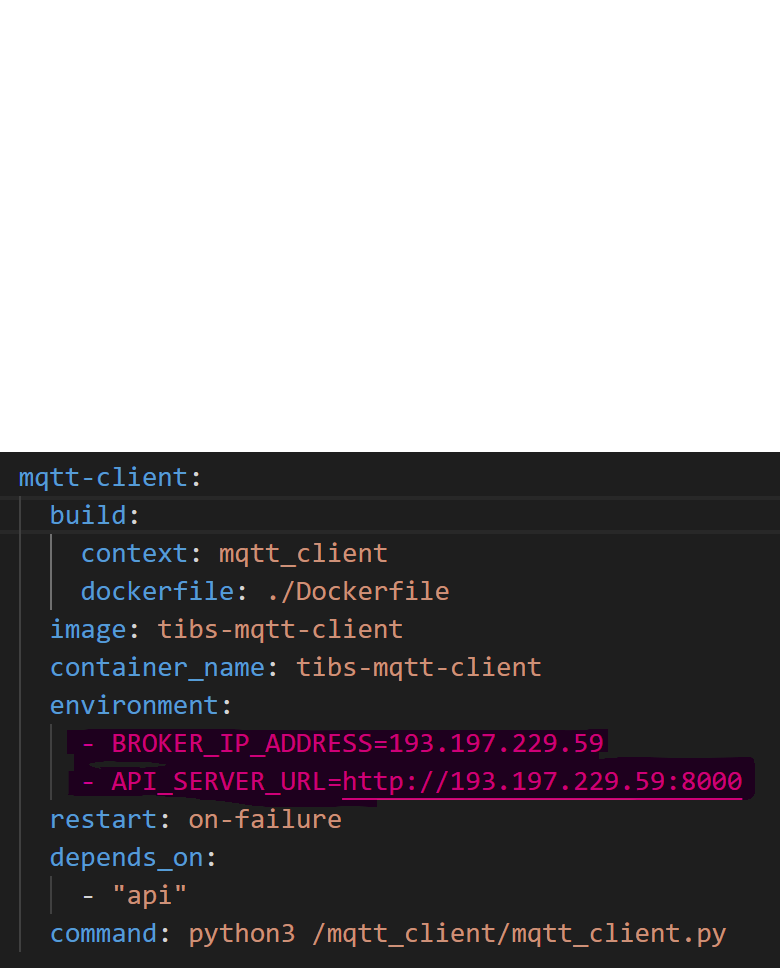 mqtt-client:
build:
context: mqtt_client
dockerfile: ./Dockerfile
image: tibs-mqtt-client
container_name: tibs-mqtt-client
environment:
- BROKER_IP_ADDRESS=193.197.229.59
- API_SERVER_URL=http://193.197.229.59:8000
restart: on-failure
depends_on:
- "api"
command: python3 /mqtt_client/mqtt_client.py